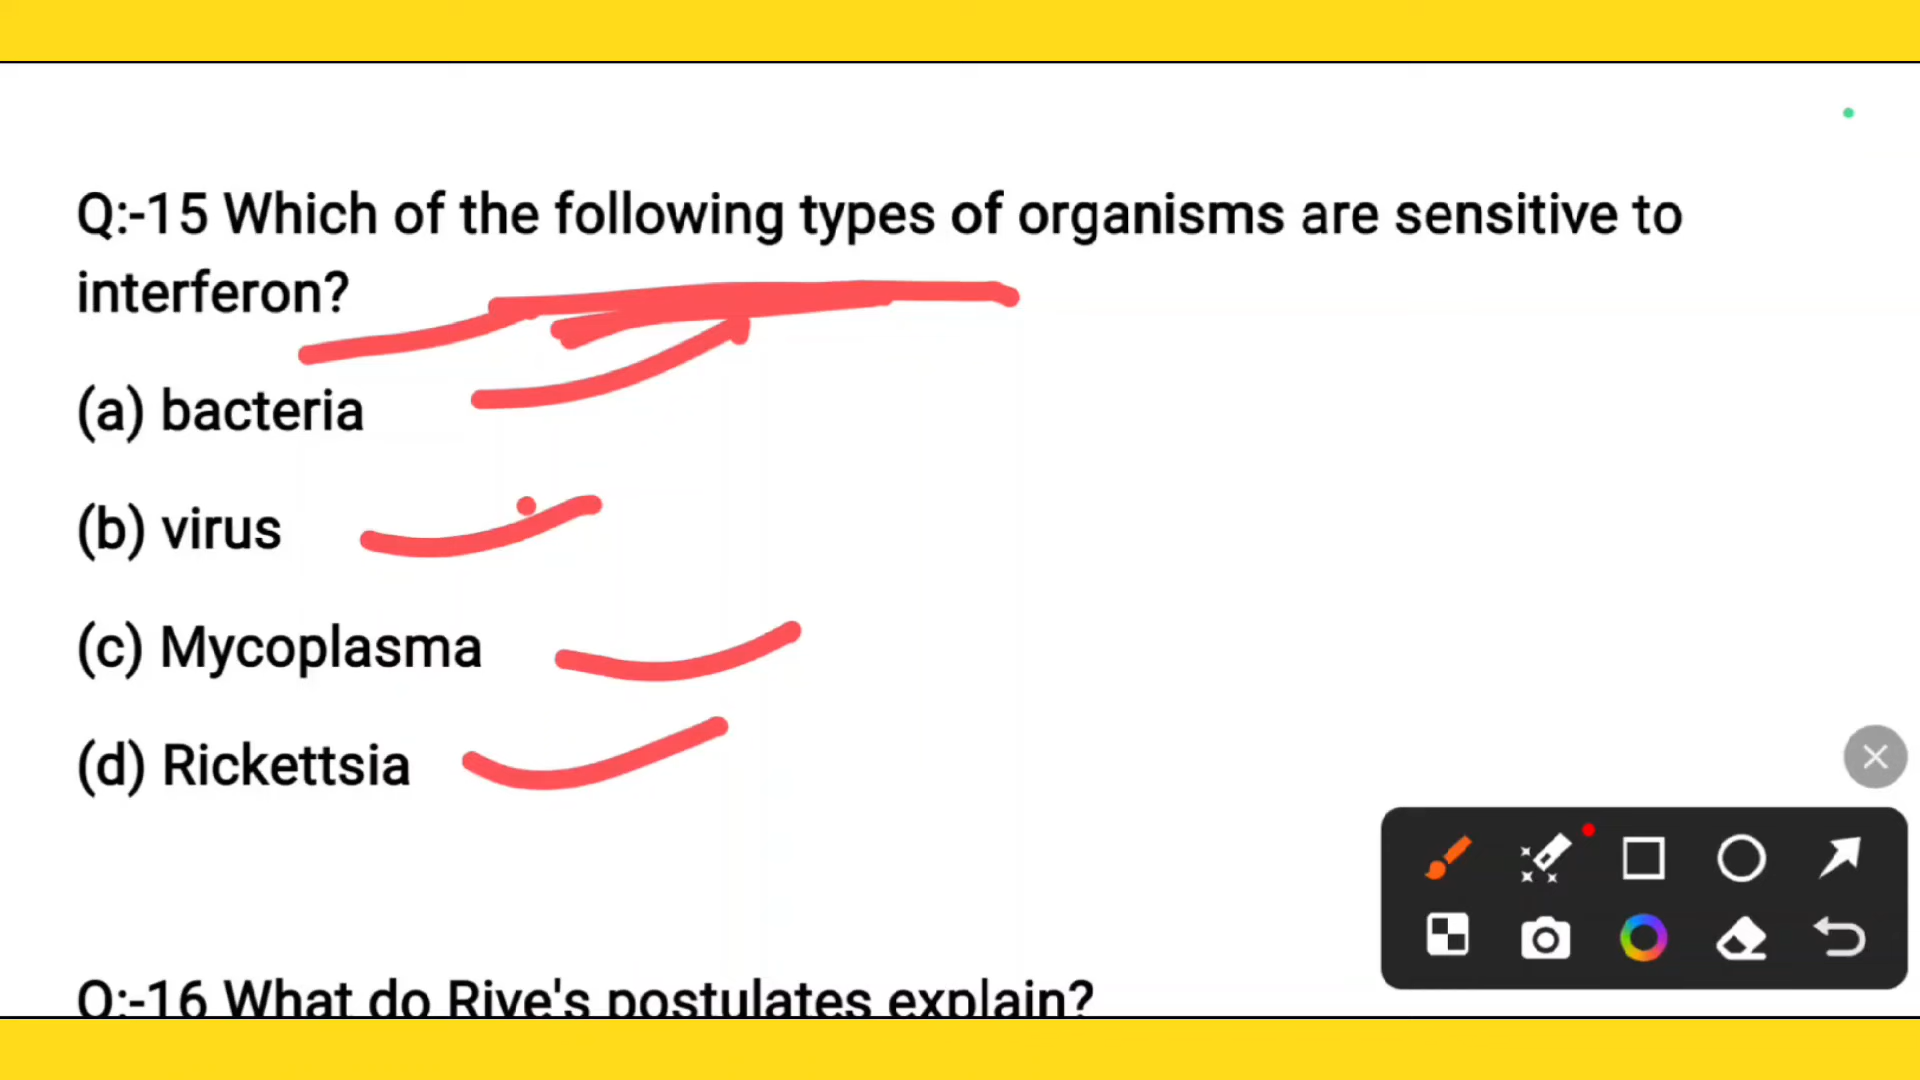 Q:-15 Which of the following types of organisms are sensitive to
interferon?
(a) bacteria
(b) virus
(c) Mycoplasma
(d) Rickettsia
Q:-16 What do Rive's postulates explain?